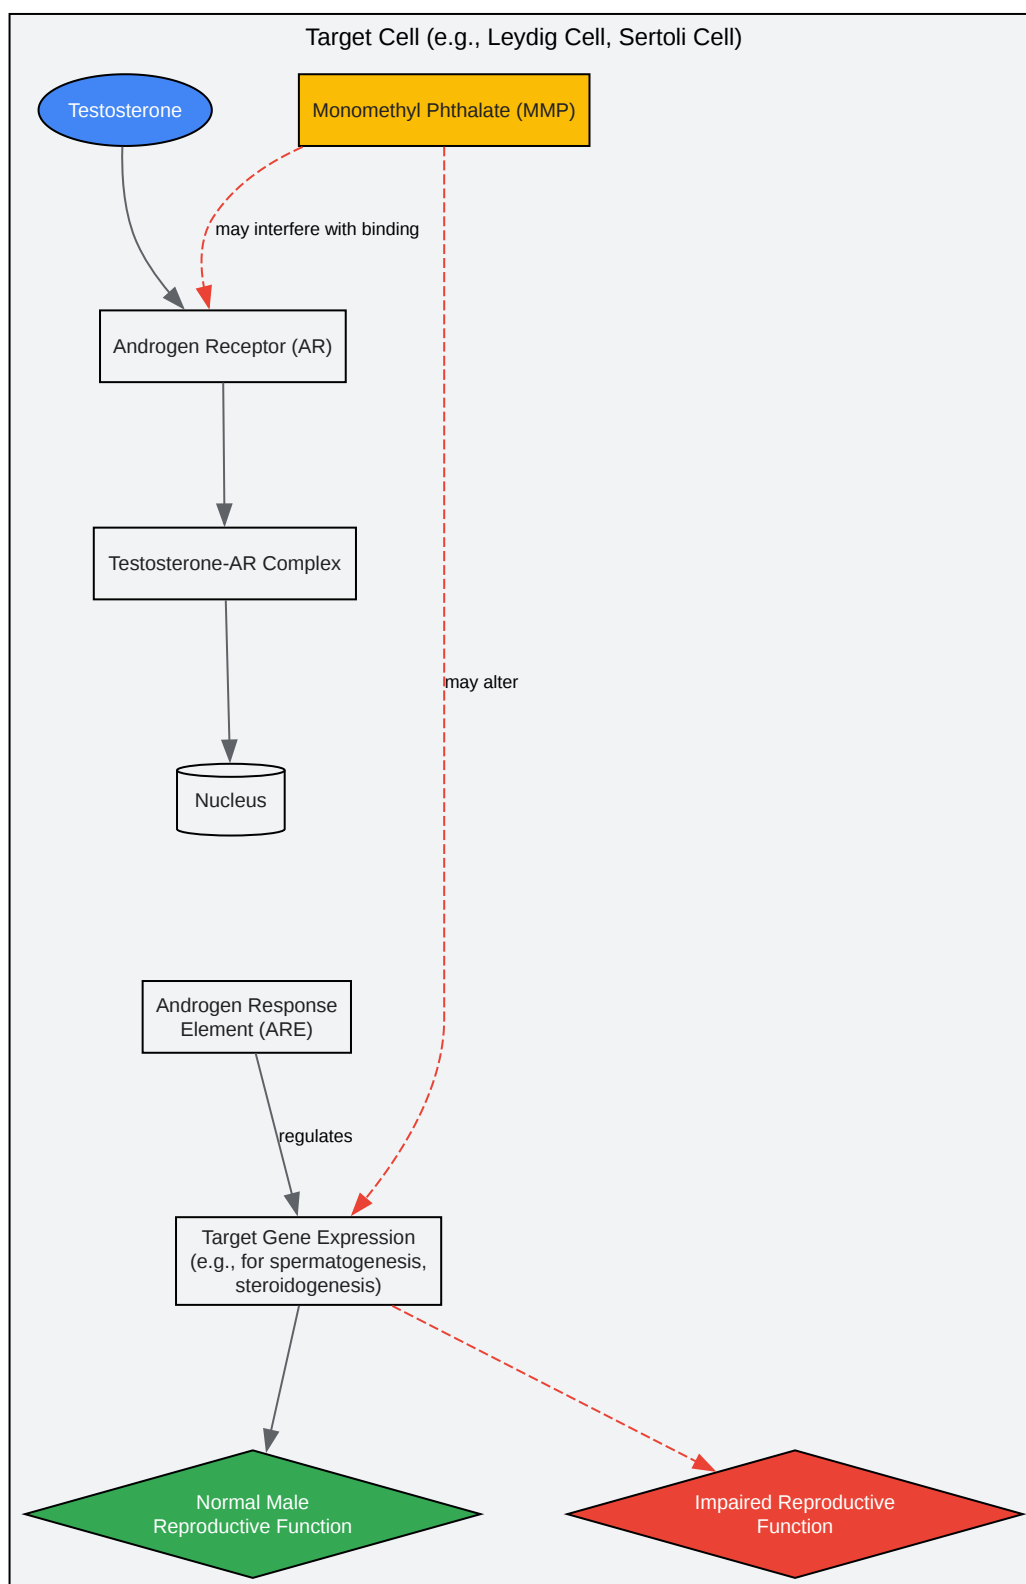 Target Cell (e.g., Leydig Cell, Sertoli Cell)
Testosterone
Monomethyl Phthalate (MMP)
may interfere with binding
Androgen Receptor (AR)
Testosterone-AR Complex
may alter
Nucleus
Androgen Response
Element (ARE)
regulates
Target Gene Expression
(e.g., for spermatogenesis,
steroidogenesis)
Normal Male
Reproductive Function
Impaired Reproductive
Function